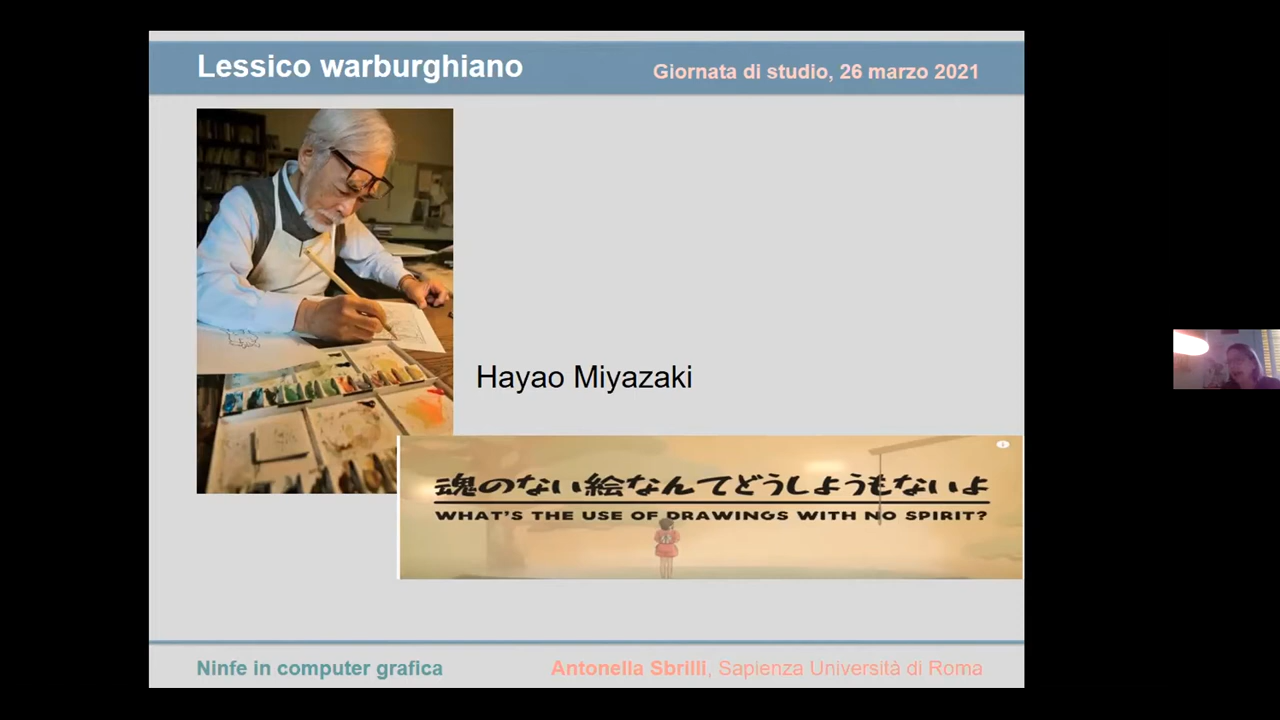 Lessico warburghiano
Giornata di studio, 26 marzo 2021
Hayao Miyazaki
魂のない絵なんてどうしようもないよ
WHAT'S THE USE OF DRAWINGS WITH NO SPIRIT?
Ninfe in computer grafica
Antonella Sbrilli, Sapienza Università di Roma